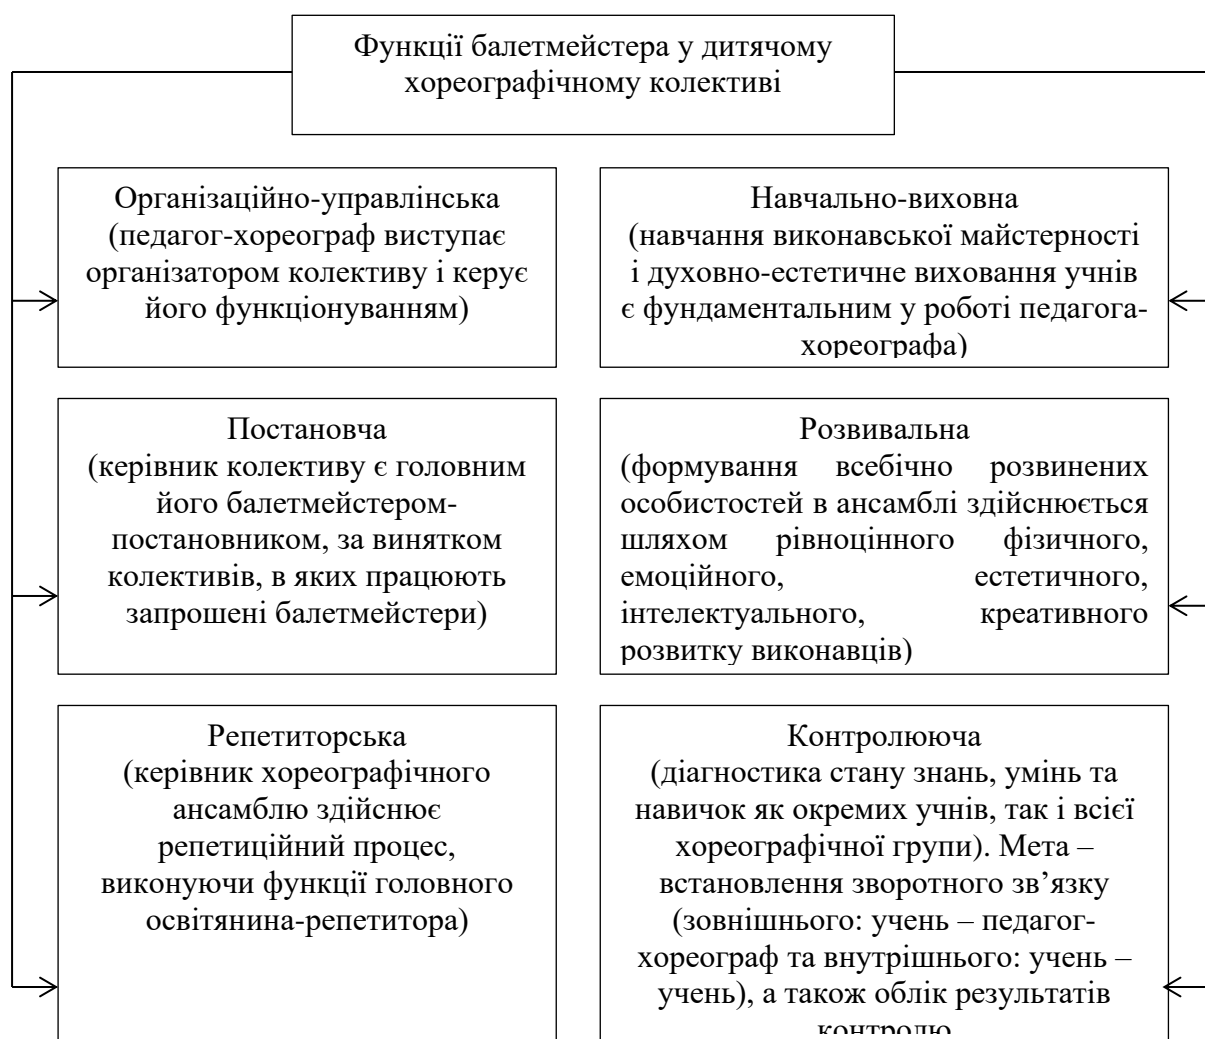 Функції балетмейстера у дитячому
хореографічному колективі
Організаційно-управлінська
(педагог-хореограф виступає
організатором колективу і керує
його функціонуванням)
Навчально-виховна
(навчання виконавської майстерності
і духовно-естетичне виховання учнів
є фундаментальним у роботі педагога-
хореографа)
Постановча
(керівник колективу є головним
його балетмейстером-
постановником, за винятком
колективів, в яких працюють
запрошені балетмейстери)
Розвивальна
(формування всебічно розвинених
особистостей в ансамблі здійснюється
шляхом рівноцінного фізичного,
емоційного, естетичного,
інтелектуального, креативного
розвитку виконавців)
Репетиторська
(керівник хореографічного
ансамблю здійснює
репетиційний процес,
виконуючи функції головного
освітянина-репетитора)
Контролююча
(діагностика стану знань, умінь та
навичок як окремих учнів, так і всієї
хореографічної групи). Мета –
встановлення зворотного зв’язку
(зовнішнього: учень – педагог-
хореограф та внутрішнього: учень –
учень), а також облік результатів
контролю